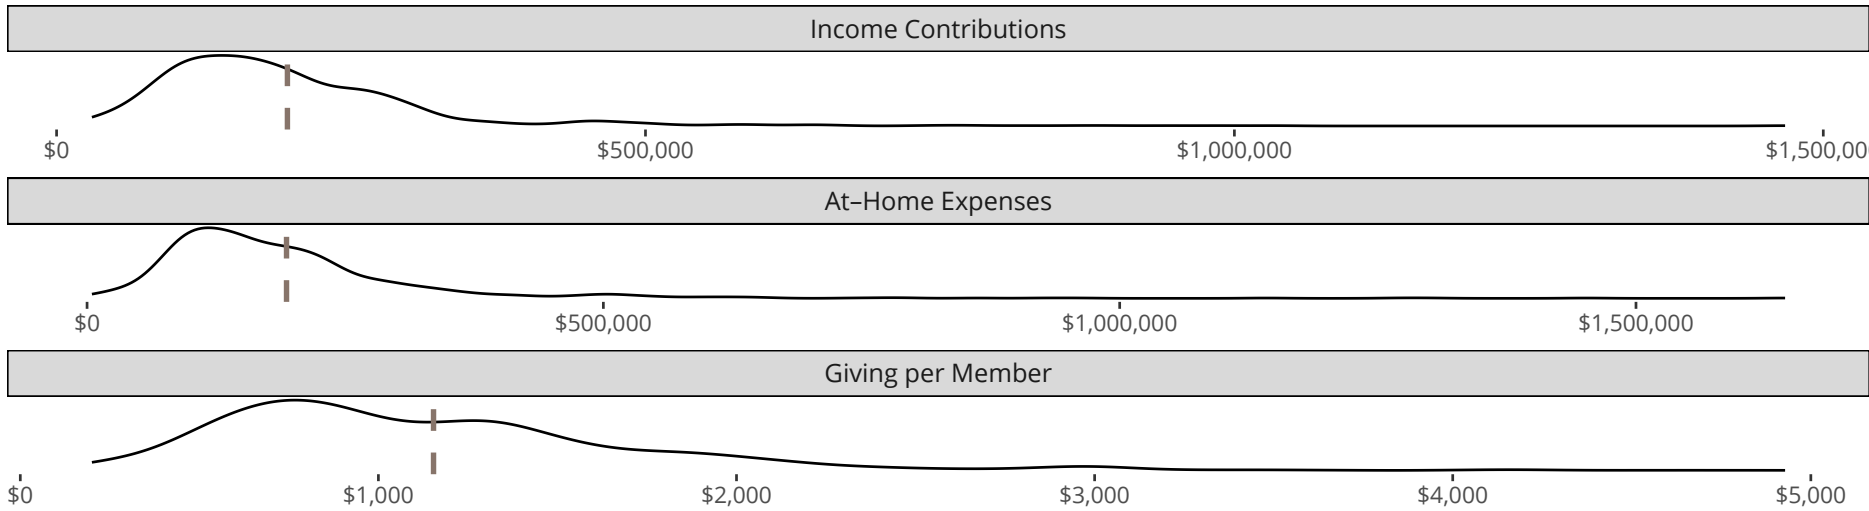 Income Contributions
$0 $500,000 $1,000,000 $1,500,00
At–Home Expenses
$0 $500,000 $1,000,000 $1,500,000
Giving per Member
$0 $1,000 $2,000 $3,000 $4,000 $5,000